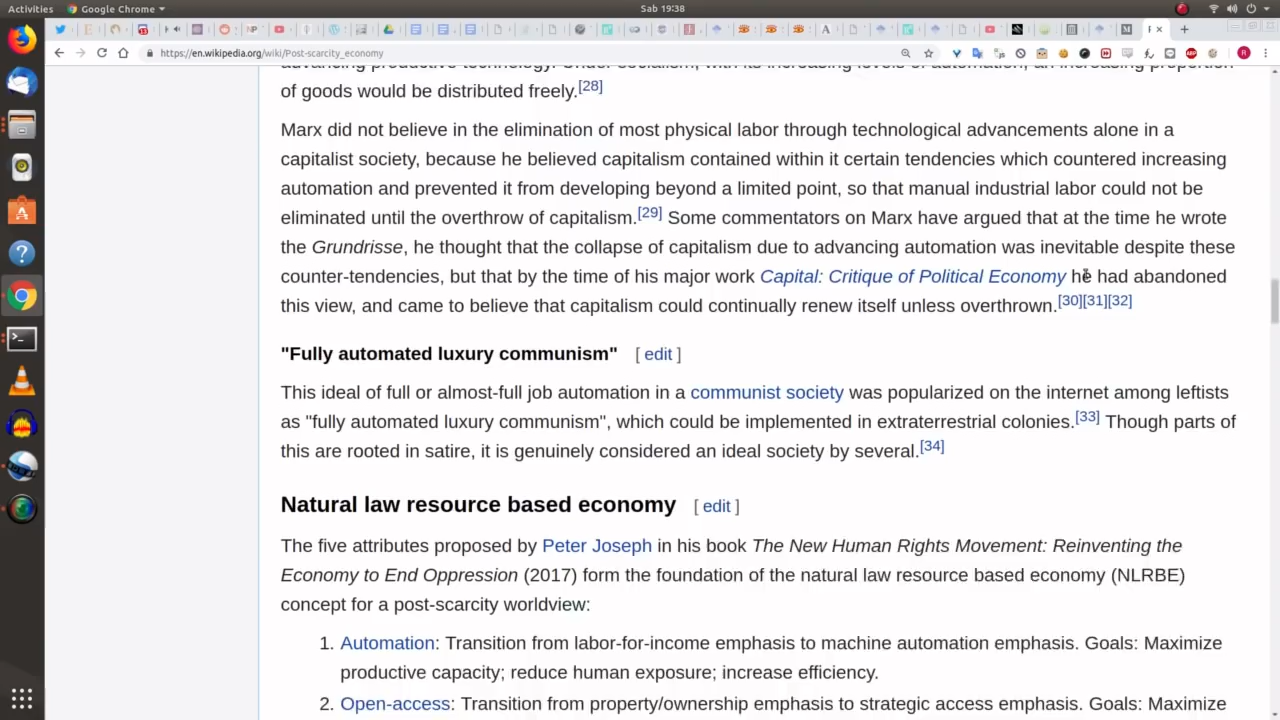 Activities
Google Chrome
Sab 19:38
https://en.wikipedia.org/wiki/Post-scarcity_economy
of goods would be distributed freely.[28]
Marx did not believe in the elimination of most physical labor through technological advancements alone in a
capitalist society, because he believed capitalism contained within it certain tendencies which countered increasing
automation and prevented it from developing beyond a limited point, so that manual industrial labor could not be
eliminated until the overthrow of capitalism.[29] Some commentators on Marx have argued that at the time he wrote
the Grundrisse, he thought that the collapse of capitalism due to advancing automation was inevitable despite these
counter-tendencies, but that by the time of his major work Capital: Critique of Political Economy he had abandoned
this view, and came to believe that capitalism could continually renew itself unless overthrown.[30][31][32]
"Fully automated luxury communism" [ edit ]
This ideal of full or almost-full job automation in a communist society was popularized on the internet among leftists
as "fully automated luxury communism", which could be implemented in extraterrestrial colonies.[33] Though parts of
this are rooted in satire, it is genuinely considered an ideal society by several.[34]
Natural law resource based economy [ edit ]
The five attributes proposed by Peter Joseph in his book The New Human Rights Movement: Reinventing the
Economy to End Oppression (2017) form the foundation of the natural law resource based economy (NLRBE)
concept for a post-scarcity worldview:
1. Automation: Transition from labor-for-income emphasis to machine automation emphasis. Goals: Maximize
productive capacity; reduce human exposure; increase efficiency.
2. Open-access: Transition from property/ownership emphasis to strategic access emphasis. Goals: Maximize